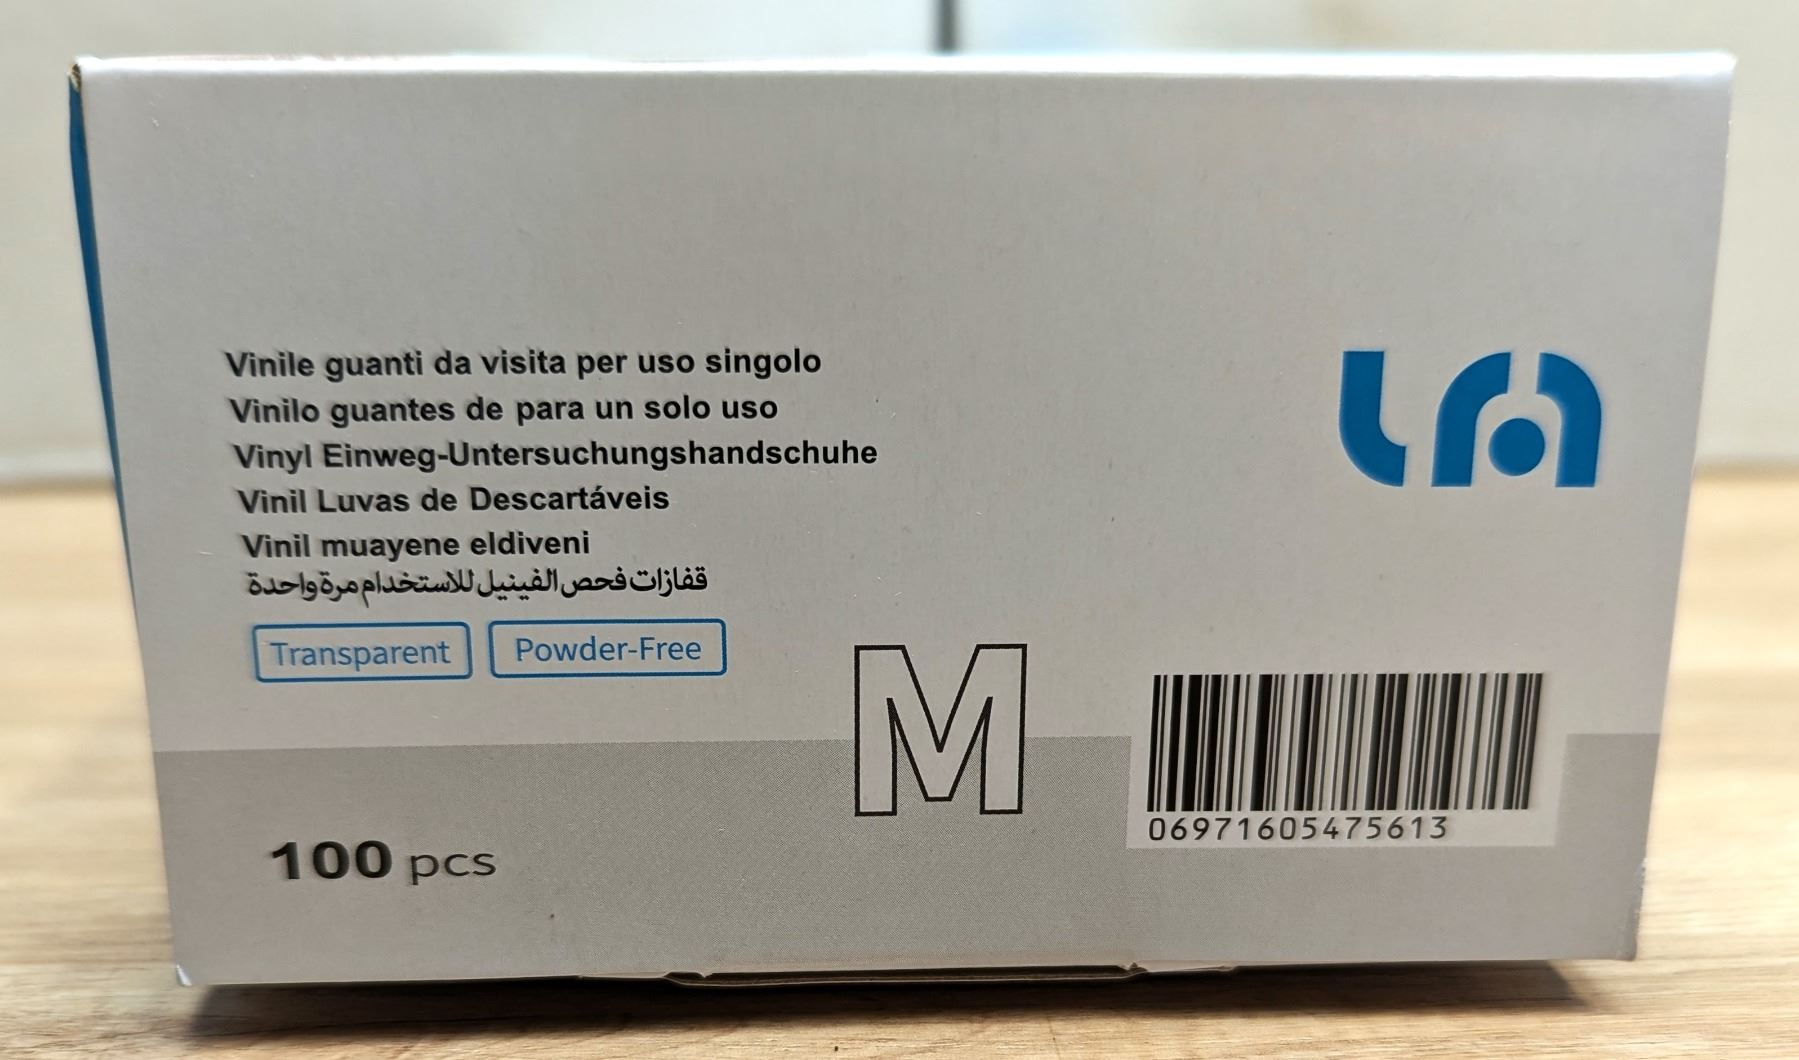 Vinile guanti da visita per uso singolo
Vinilo guantes de para un solo uso
Vinyl Einweg-Untersuchungshandschuhe
Vinil Luvas de Descartáveis
Vinil muayene eldiveni
قفازات فحص الفينيل للاستخدام مرة واحدة
Transparent
Powder-Free
M
06971605475613
100 pcs